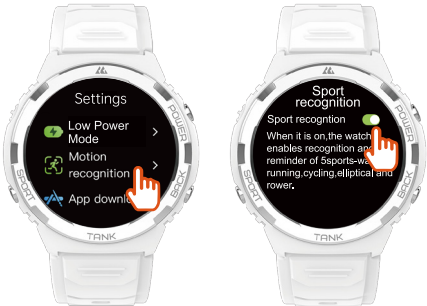 Settings
Low Power
Mode
Motion
recognition
App downl
POWER
BACK
SPORT
TANK
Sport
recognition
Sport recogntion
When it is on,the watch
enables recognition and
reminder of 5sports-wa
running,cycling,elliptical and
rower.
POWER
BACK
SPORT
TANK